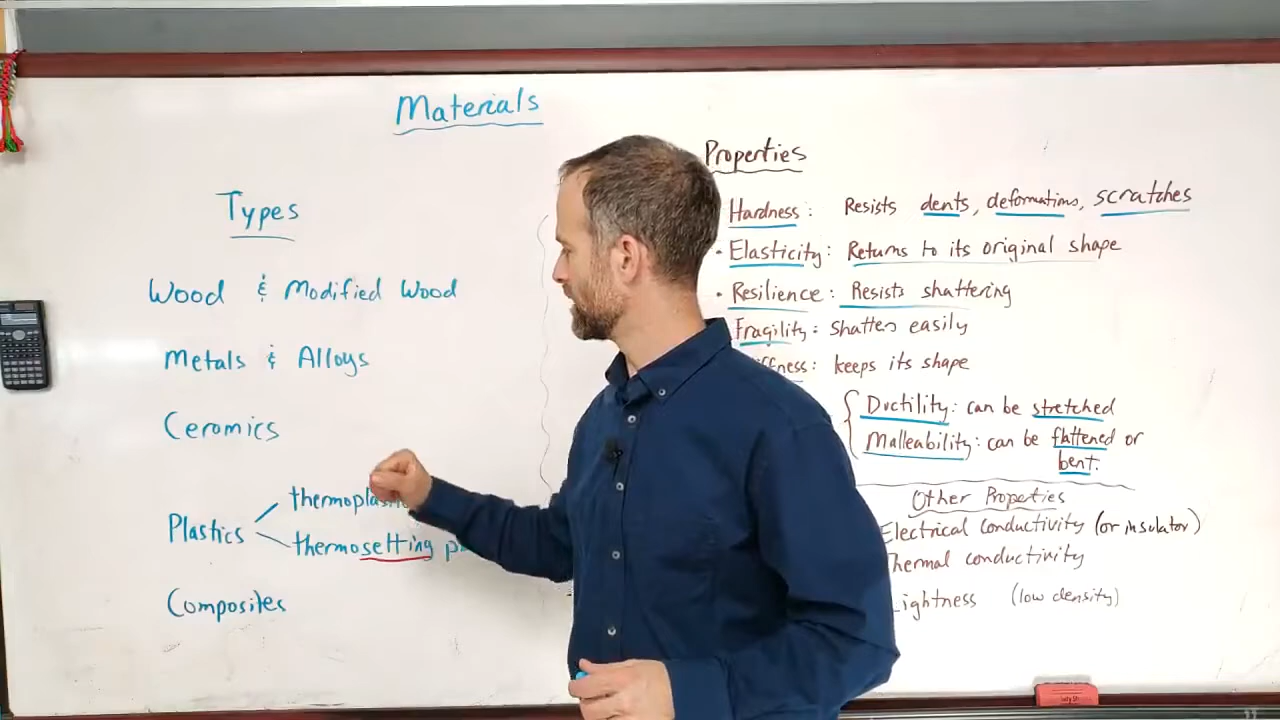 Materials
Types
Wood & Modified Wood
Metals & Alloys
Ceramics
Plastics
thermosetting
Composites
Properties
Hardness: Resists dents, deformations, scratches
• Elasticity: Returns to its original shape
• Resilience: Resists shattering
Fragility: shatters easily
keeps its shape
Ductility: can be stretched
Malleability: can be flattened or
bent.
Other Properties
Electrical conductivity (or insulator)
conductivity
Lightness (low density)